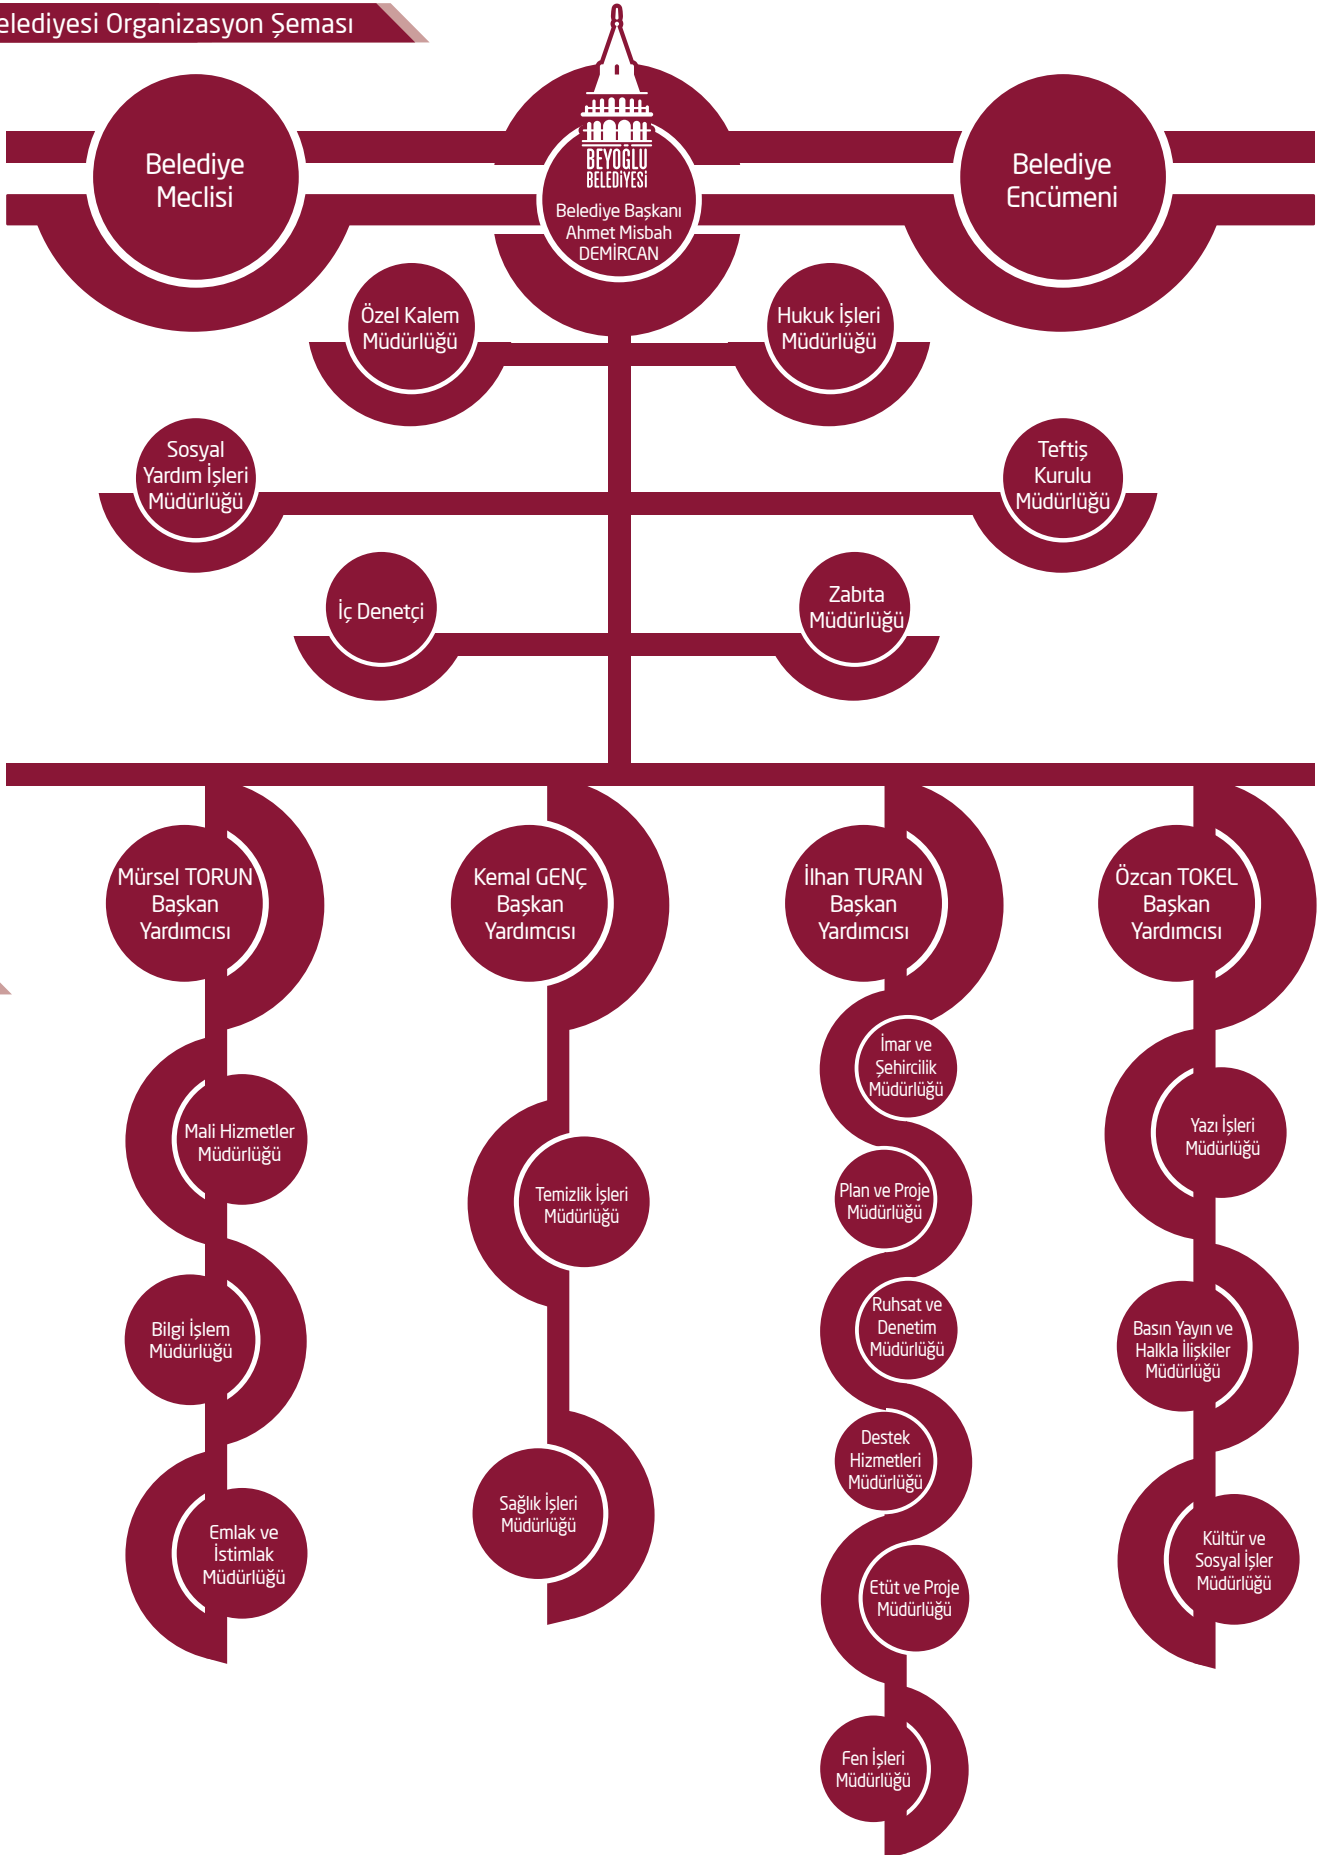 elediyesi Organizasyon Şeması
BEYOĞLU
BELEDİYESİ
Belediye
Meclisi
Belediye Başkanı
Ahmet Misbah
DEMİRCAN
Belediye
Encümeni
Özel Kalem
Müdürlüğü
Hukuk İşleri
Müdürlüğü
Sosyal
Yardım İşleri
Müdürlüğü
Teftiş
Kurulu
Müdürlüğü
İç Denetçi
Zabıta
Müdürlüğü
Mürsel TORUN
Başkan
Yardımcısı
Kemal GENÇ
Başkan
Yardımcısı
İlhan TURAN
Başkan
Yardımcısı
Özcan TOKEL
Başkan
Yardımcısı
Mali Hizmetler
Müdürlüğü
Bilgi İşlem
Müdürlüğü
Emlak ve
İstimlak
Müdürlüğü
Temizlik İşleri
Müdürlüğü
Sağlık İşleri
Müdürlüğü
İmar ve
Şehircilik
Müdürlüğü
Plan ve Proje
Müdürlüğü
Ruhsat ve
Denetim
Müdürlüğü
Destek
Hizmetleri
Müdürlüğü
Etüt ve Proje
Müdürlüğü
Fen İşleri
Müdürlüğü
Yazı İşleri
Müdürlüğü
Basın Yayın ve
Halkla İlişkiler
Müdürlüğü
Kültür ve
Sosyal İşler
Müdürlüğü